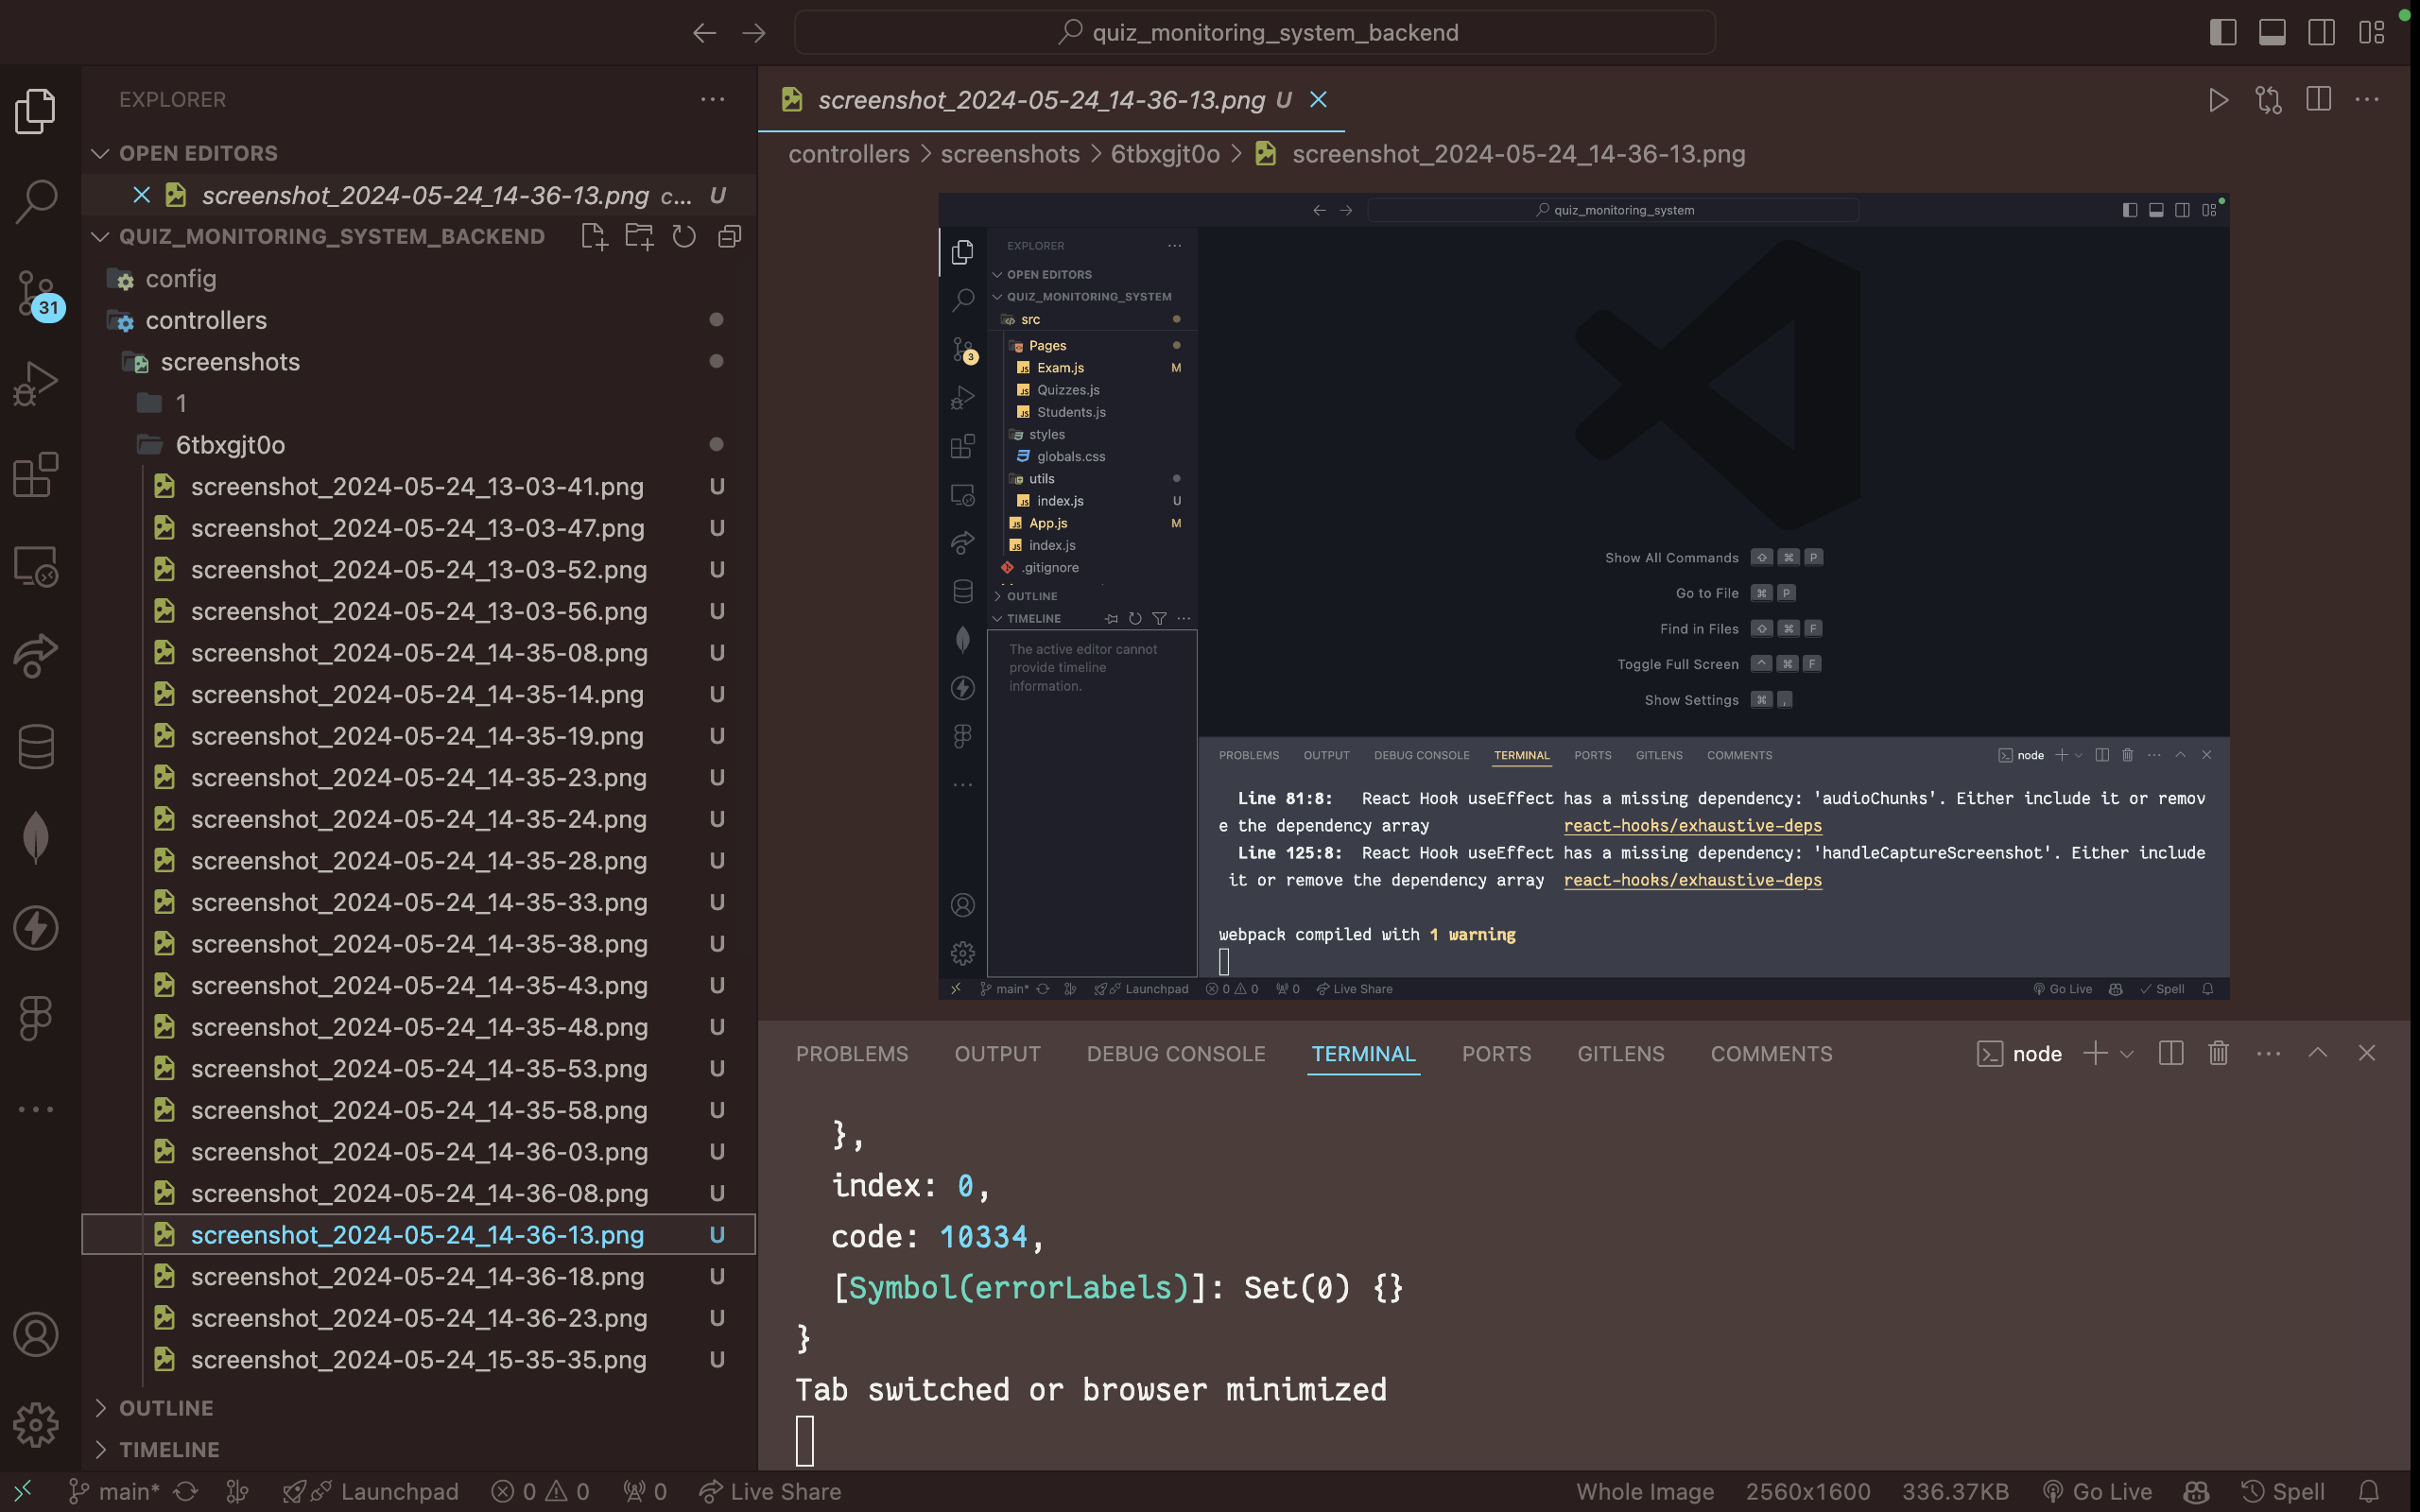 quiz_monitoring_system_backend
EXPLORER
OPEN EDITORS
screenshot_2024-05-24_14-36-13.png c... U
QUIZ_MONITORING_SYSTEM_BACKEND
config
controllers
screenshots
1
6tbxgjt0o
screenshot_2024-05-24_13-03-41.png U
screenshot_2024-05-24_13-03-47.png U
screenshot_2024-05-24_13-03-52.png U
screenshot_2024-05-24_13-03-56.png U
screenshot_2024-05-24_14-35-08.png U
screenshot_2024-05-24_14-35-14.png U
screenshot_2024-05-24_14-35-19.png U
screenshot_2024-05-24_14-35-23.png U
screenshot_2024-05-24_14-35-24.png U
screenshot_2024-05-24_14-35-28.png U
screenshot_2024-05-24_14-35-33.png U
screenshot_2024-05-24_14-35-38.png U
screenshot_2024-05-24_14-35-43.png U
screenshot_2024-05-24_14-35-48.png U
screenshot_2024-05-24_14-35-53.png U
screenshot_2024-05-24_14-35-58.png U
screenshot_2024-05-24_14-36-03.png U
screenshot_2024-05-24_14-36-08.png U
screenshot_2024-05-24_14-36-13.png U
screenshot_2024-05-24_14-36-18.png U
screenshot_2024-05-24_14-36-23.png U
screenshot_2024-05-24_15-35-35.png U
OUTLINE
TIMELINE
31
screenshot_2024-05-24_14-36-13.png U
controllers > screenshots > 6tbxgjt0o > screenshot_2024-05-24_14-36-13.png
quiz_monitoring_system
EXPLORER
OPEN EDITORS
QUIZ_MONITORING_SYSTEM
src
Pages
Exam.js M
Quizzes.js
Students.js
styles
globals.css
utils
index.js U
App.js M
index.js
.gitignore
OUTLINE
TIMELINE
The active editor cannot
provide timeline
information.
3
Show All Commands ⇧ ⌘ P
Go to File ⌘ P
Find in Files ⇧ ⌘ F
Toggle Full Screen ^ ⌘ F
Show Settings ⌘ ,
PROBLEMS OUTPUT DEBUG CONSOLE TERMINAL PORTS GITLENS COMMENTS node
Line 81:8: React Hook useEffect has a missing dependency: 'audioChunks'. Either include it or remov
e the dependency array react-hooks/exhaustive-deps
Line 125:8: React Hook useEffect has a missing dependency: 'handleCaptureScreenshot'. Either include
it or remove the dependency array react-hooks/exhaustive-deps
webpack compiled with 1 warning
main* Launchpad 0 0 0 Live Share Go Live Spell
PROBLEMS OUTPUT DEBUG CONSOLE TERMINAL PORTS GITLENS COMMENTS node
},
index: 0,
code: 10334,
[Symbol(errorLabels)]: Set(0) {}
}
Tab switched or browser minimized
main* Launchpad 0 0 0 Live Share Whole Image 2560x1600 336.37KB Go Live Spell